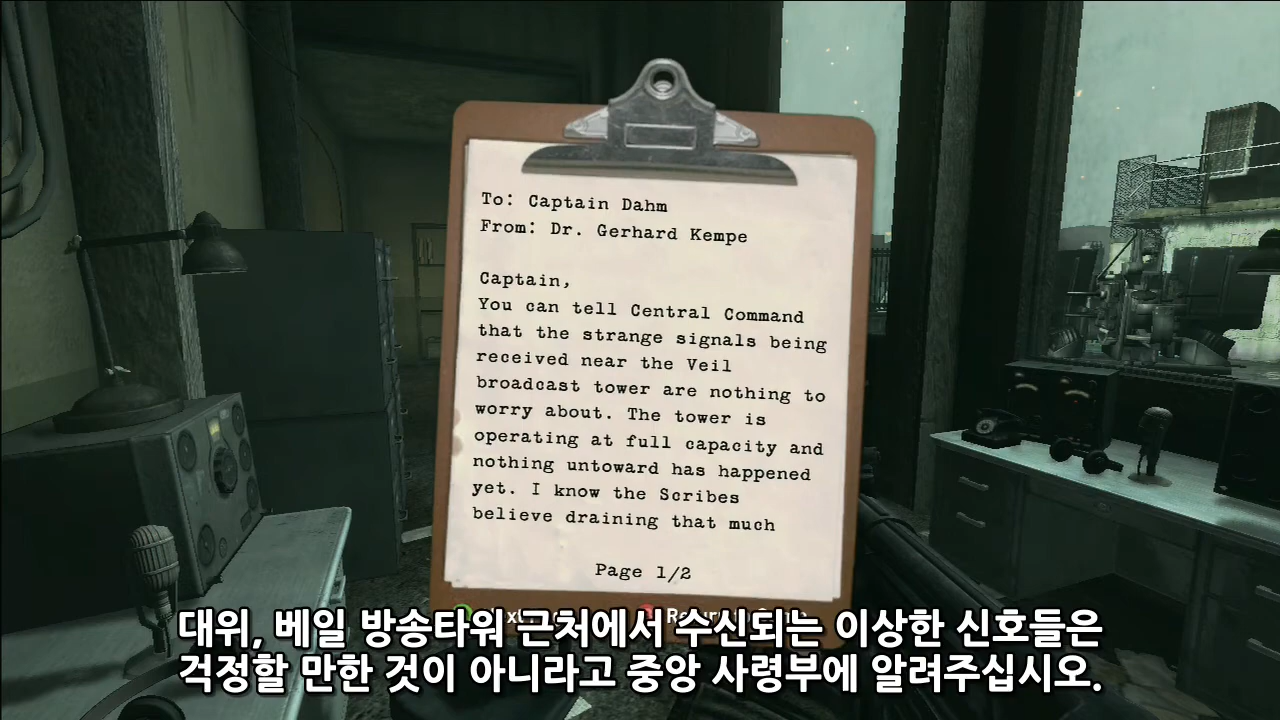 To: Captain Dahm
From: Dr. Gerhard Kempe
Captain,
You can tell Central Command
that the strange signals being
received near the Veil
broadcast tower are nothing to
worry about. The tower is
operating at full capacity and
nothing untoward has happened
yet. I know the Scribes
believe draining that much
Page 1/2
대위, 베일 방송타워 근처에서 수신되는 이상한 신호들은
걱정할 만한 것이 아니라고 중앙 사령부에 알려주십시오.